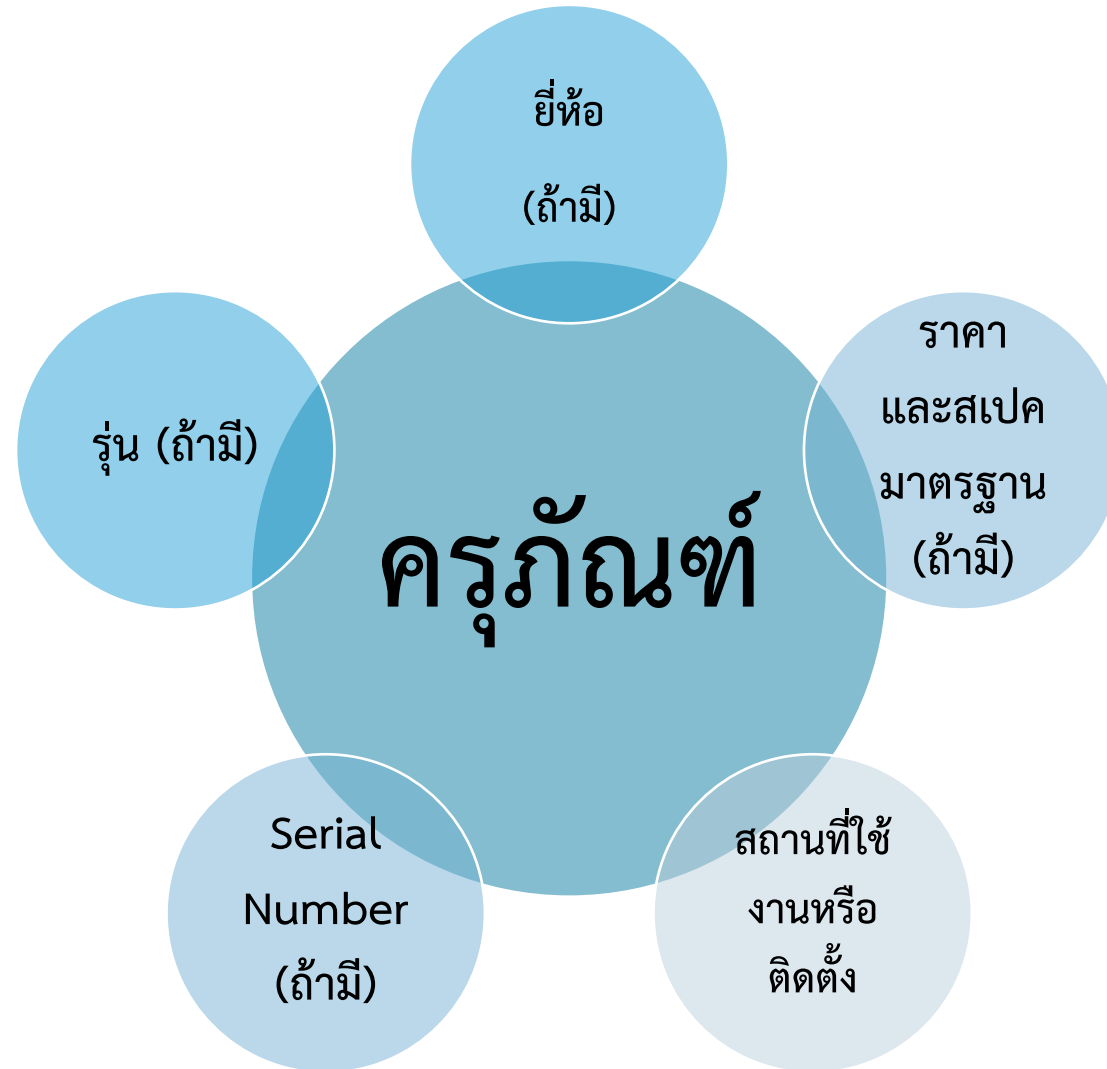 ยี่ห้อ
(ถ้ามี)
ราคา
และสเปค
มาตรฐาน
(ถ้ามี)
รุ่น (ถ้ามี)
ครุภัณฑ์
Serial
Number
(ถ้ามี)
สถานที่ใช้
งานหรือ
ติดตั้ง